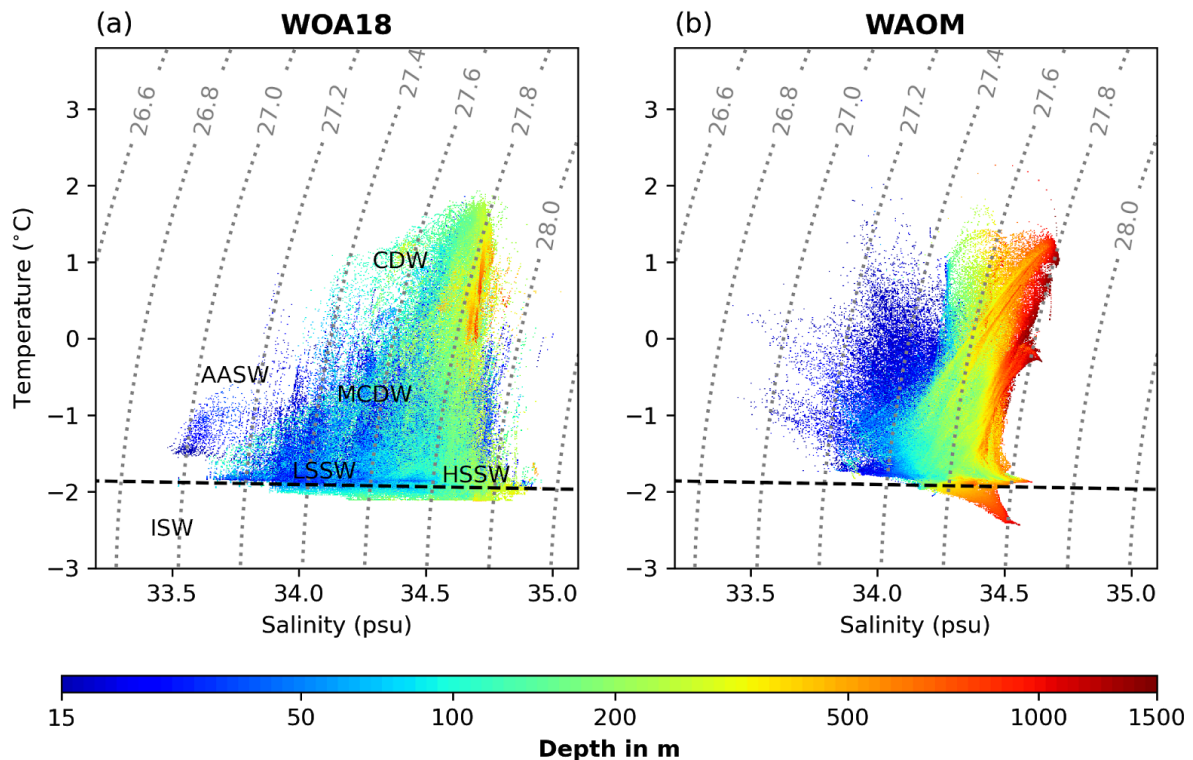 (a) WOA18
(b) WAOM
26.6 26.8 27.0 27.2 27.4 27.6 27.8 28.0
26.6 26.8 27.0 27.2 27.4 27.6 27.8 28.0
3
2
1
0
−1
−2
−3
3
2
1
0
−1
−2
−3
Temperature (°C)
CDW
AASW
MCDW
LSSW
HSSW
ISW
33.5 34.0 34.5 35.0
33.5 34.0 34.5 35.0
Salinity (psu)
Salinity (psu)
15 50 100 200 500 1000 1500
Depth in m